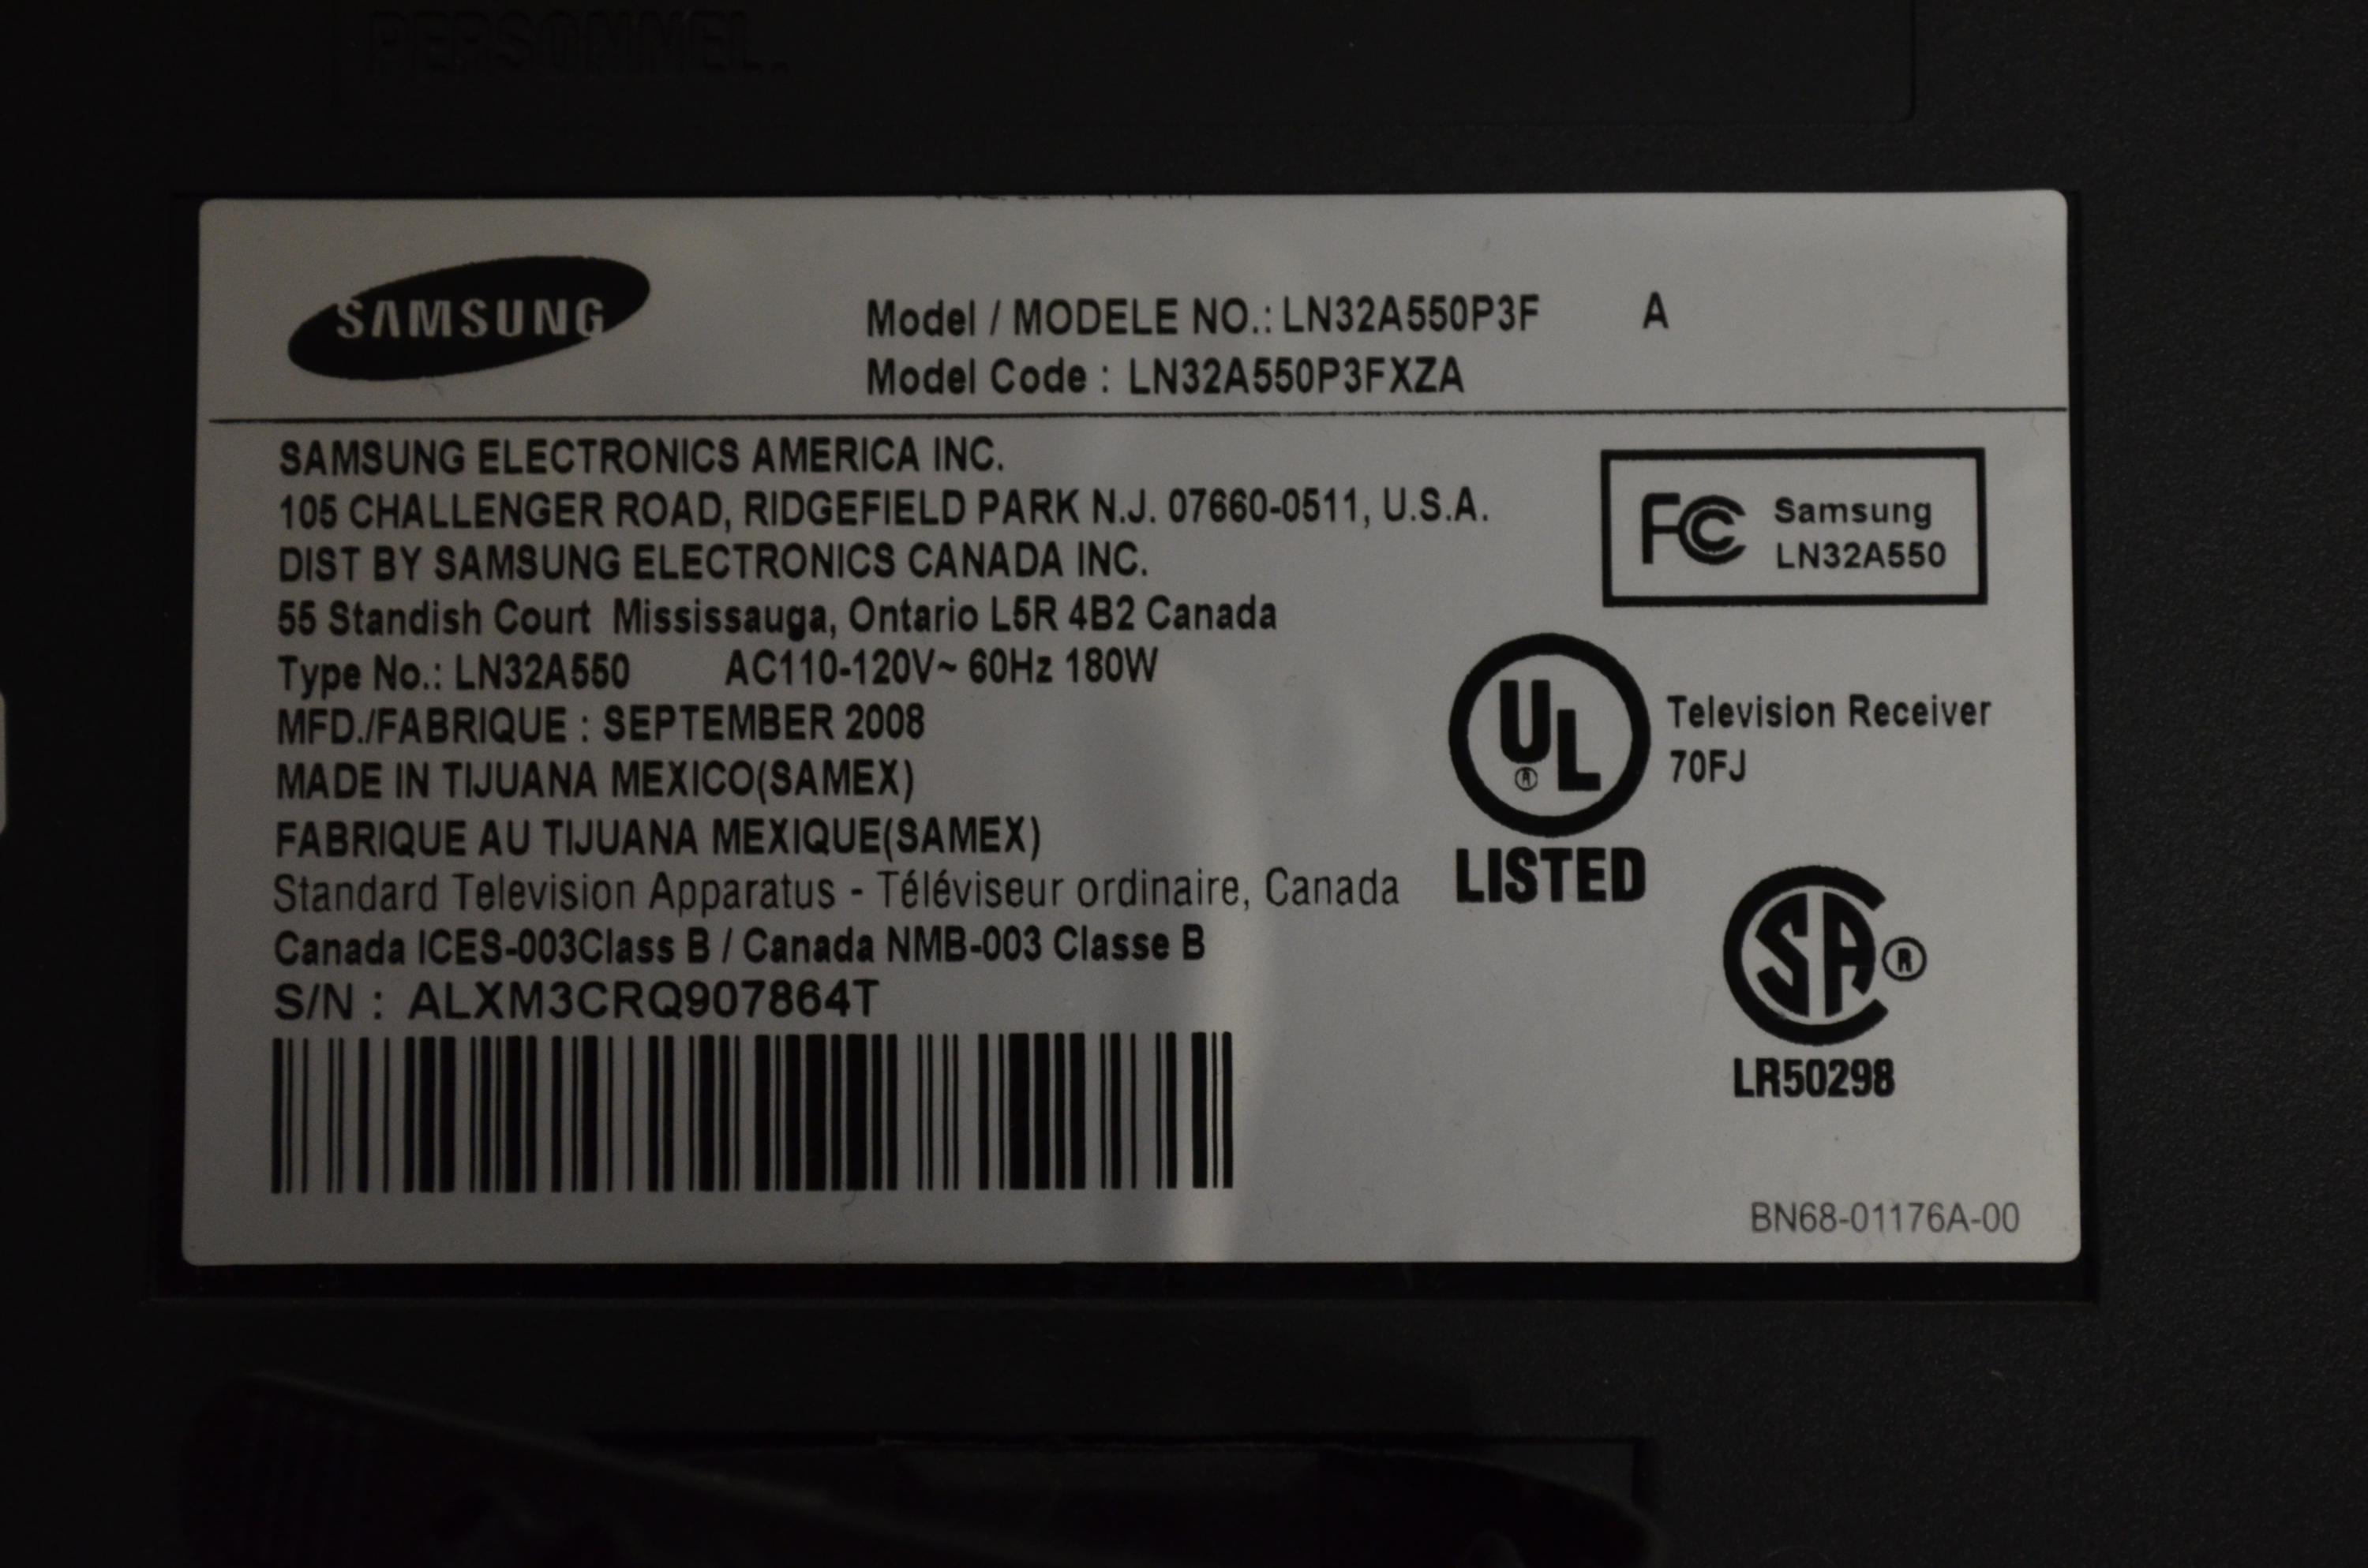 PERSONNEL.
SAMSUNG
Model / MODELE NO.: LN32A550P3F A
Model Code : LN32A550P3FXZA
SAMSUNG ELECTRONICS AMERICA INC.
105 CHALLENGER ROAD, RIDGEFIELD PARK N.J. 07660-0511, U.S.A.
DIST BY SAMSUNG ELECTRONICS CANADA INC.
55 Standish Court Mississauga, Ontario L5R 4B2 Canada
Type No.: LN32A550 AC110-120V~ 60Hz 180W
MFD./FABRIQUE : SEPTEMBER 2008
MADE IN TIJUANA MEXICO(SAMEX)
FABRIQUE AU TIJUANA MEXIQUE(SAMEX)
Standard Television Apparatus - Téléviseur ordinaire, Canada
Canada ICES-003Class B / Canada NMB-003 Classe B
S/N : ALXM3CRQ907864T
FC Samsung
LN32A550
UL ®
LISTED
Television Receiver
70FJ
CSA ®
LR50298
BN68-01176A-00